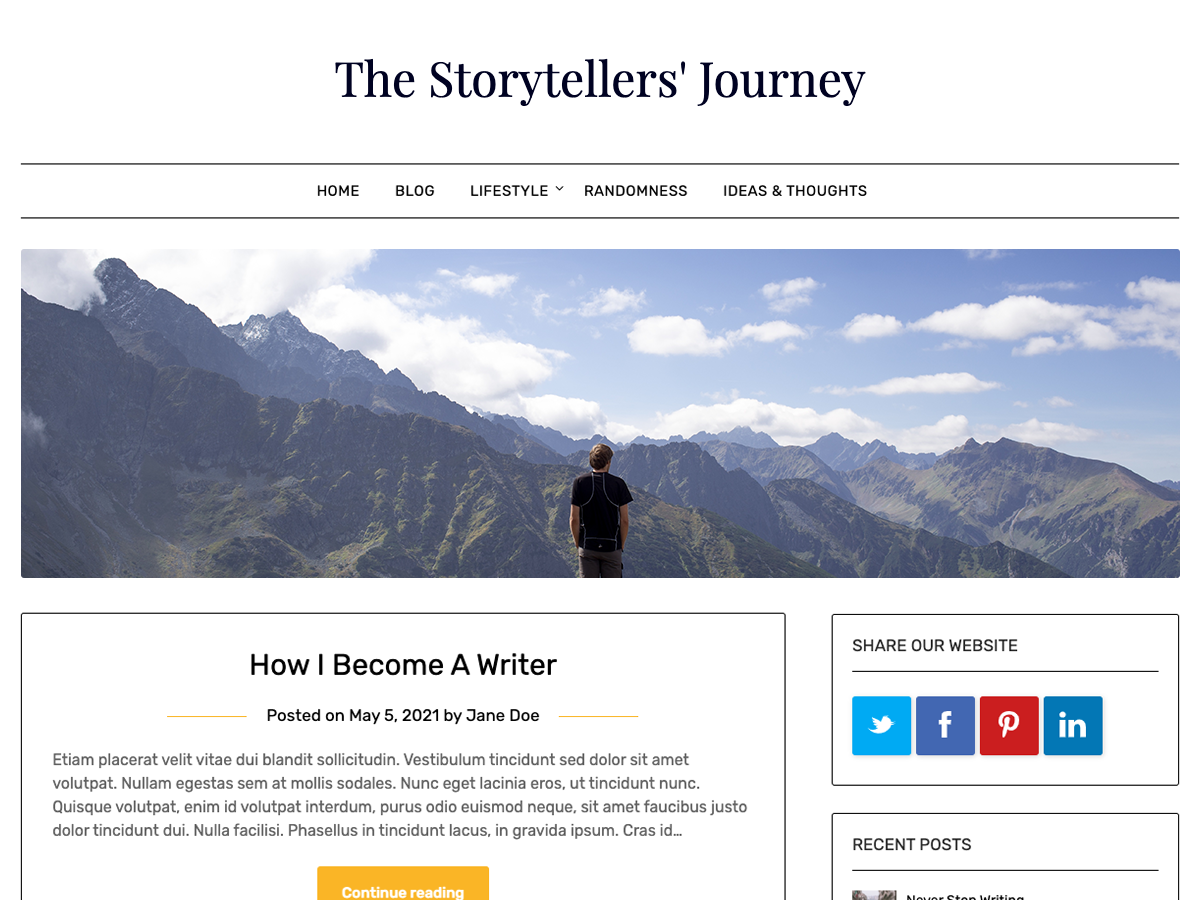 The Storytellers' Journey
HOME BLOG LIFESTYLE RANDOMNESS IDEAS & THOUGHTS
How I Become A Writer
Posted on May 5, 2021 by Jane Doe
Etiam placerat velit vitae dui blandit sollicitudin. Vestibulum tincidunt sed dolor sit amet
volutpat. Nullam egestas sem at mollis sodales. Nunc eget lacinia eros, ut tincidunt nunc.
Quisque volutpat, enim id volutpat interdum, purus odio euismod neque, sit amet faucibus justo
dolor tincidunt dui. Nulla facilisi. Phasellus in tincidunt lacus, in gravida ipsum. Cras id…
Continue reading
SHARE OUR WEBSITE
RECENT POSTS
Never Stop Writing